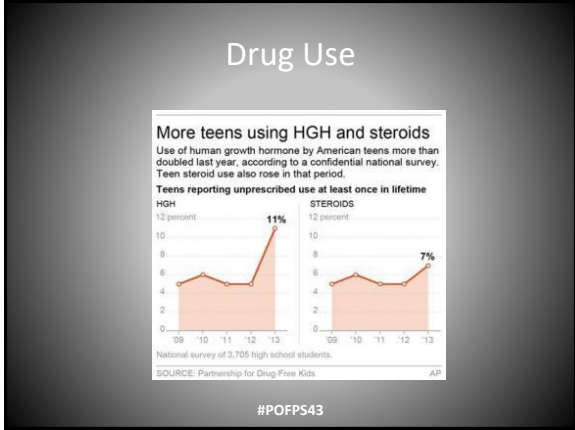 Drug Use
More teens using HGH and steroids
Use of human growth hormone by American teens more than
doubled last year, according to a confidential national survey.
Teen steroid use also rose in that period.
Teens reporting unprescribed use at least once in lifetime
HGH
12 percent
11%
10
8
6
4
2
0
'09 '10 '11 '12 '13
STEROIDS
12 percent
10
8
7%
6
4
2
0
'09 '10 '11 '12 '13
National survey of 3,705 high school students.
SOURCE: Partnership for Drug-Free Kids AP
#POFPS43